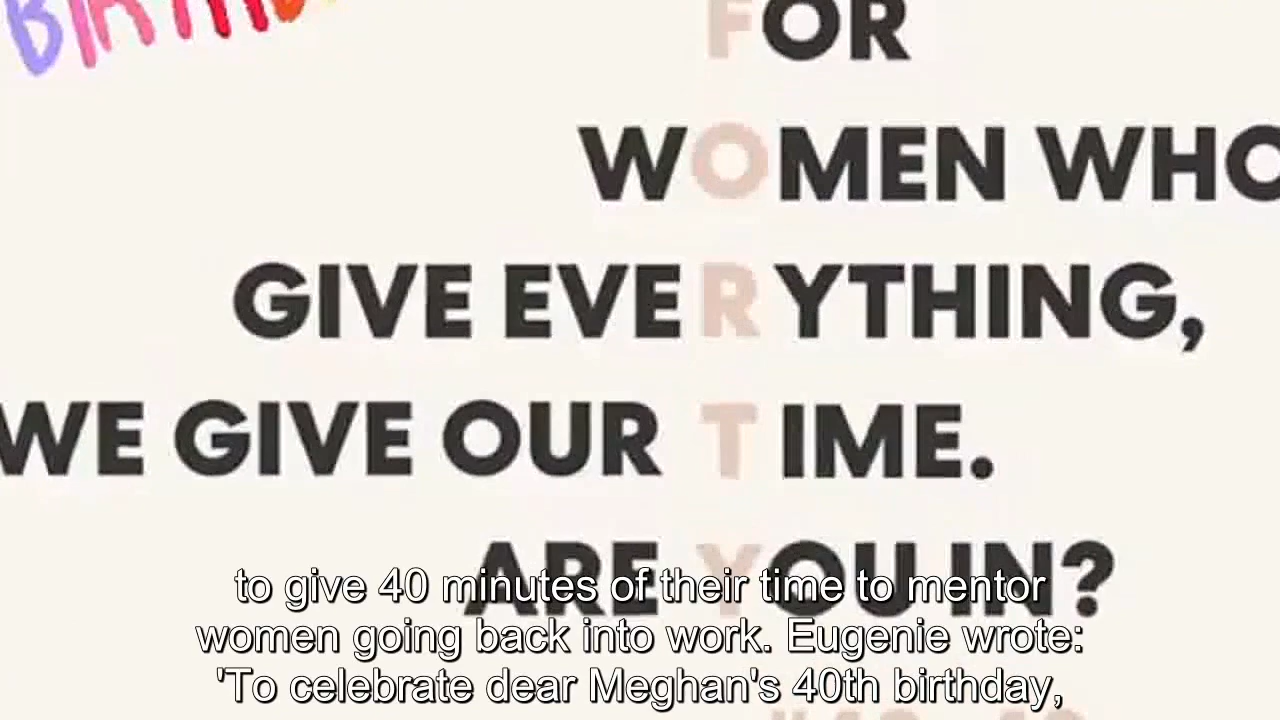 BIRTHD
FOR
WOMEN WHO
GIVE EVERYTHING,
WE GIVE OUR TIME.
ARE YOU IN?
to give 40 minutes of their time to mentor
women going back into work. Eugenie wrote:
'To celebrate dear Meghan's 40th birthday,